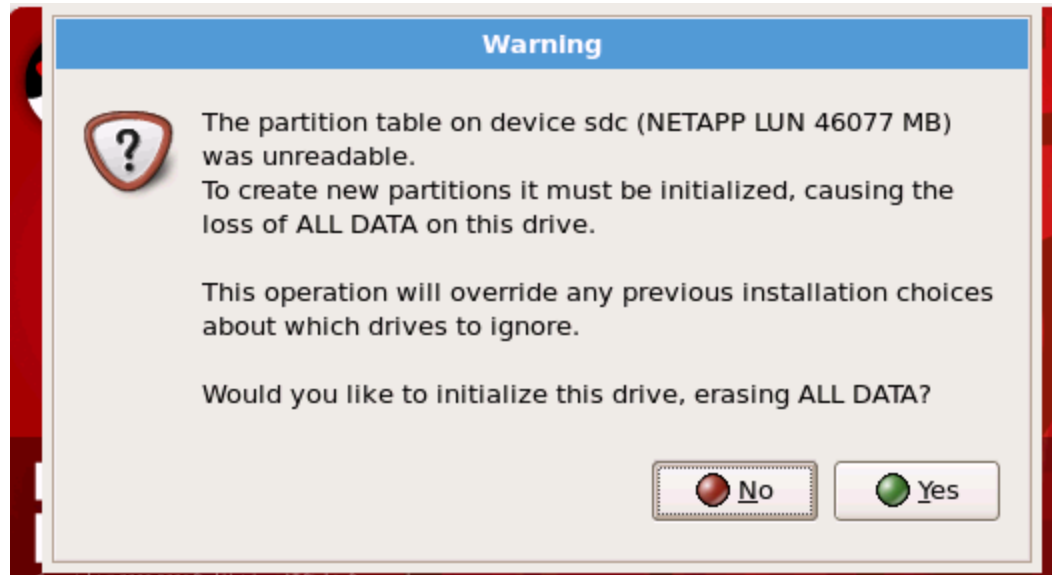 Warning
The partition table on device sdc (NETAPP LUN 46077 MB)
was unreadable.
To create new partitions it must be initialized, causing the
loss of ALL DATA on this drive.
This operation will override any previous installation choices
about which drives to ignore.
Would you like to initialize this drive, erasing ALL DATA?
No
Yes